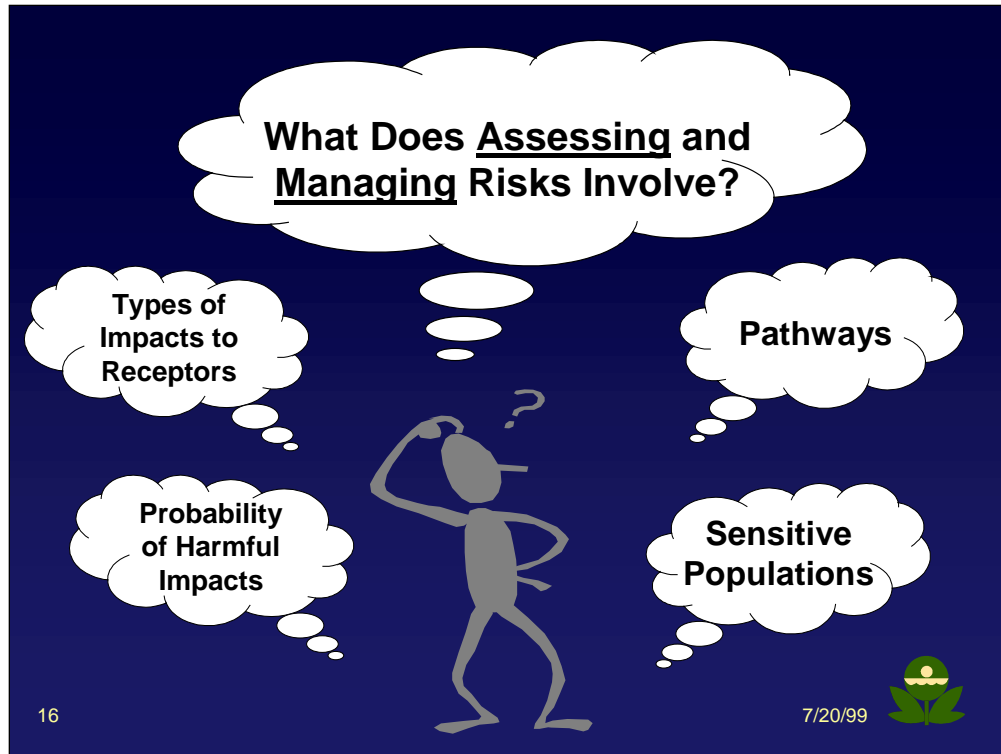 What Does Assessing and
Managing Risks Involve?
Types of
Impacts to
Receptors
Pathways
?
Probability
of Harmful
Impacts
Sensitive
Populations
16
7/20/99